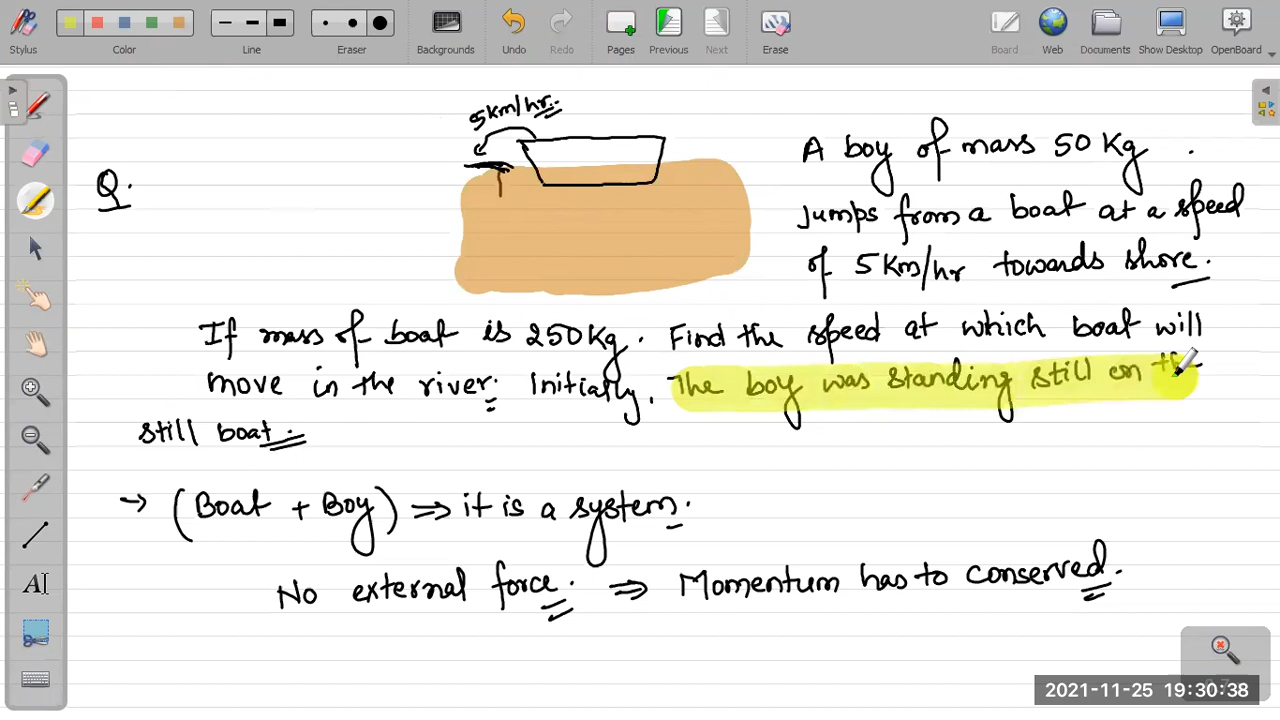 Stylus
Color
Line
Eraser
Backgrounds
Undo
Redo
Pages
Previous
Next
Erase
Board
Web
Documents
Show Desktop
OpenBoard
5 Km/hr.
Q.
A boy of mass 50 Kg .
Jumps from a boat at a speed
of 5 Km/hr towards shore.
If mass of boat is 250 Kg. Find the speed at which boat will
move in the river. Initially, The boy was standing still on the
still boat.
→ (Boat + Boy) ⇒ it is a system.
No external force. ⇒ Momentum has to conserved.
2021-11-25 19:30:38